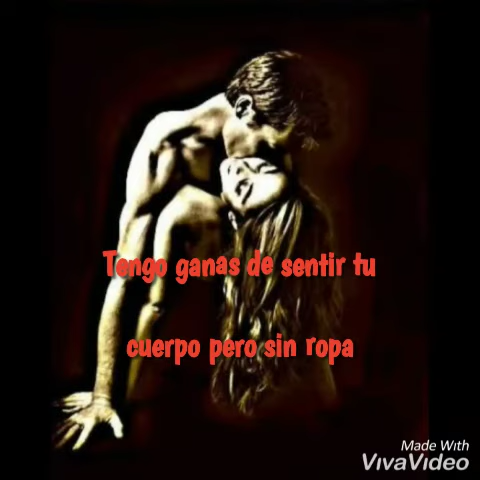 Tengo ganas de sentir tu
cuerpo pero sin ropa
Made With
VivaVideo